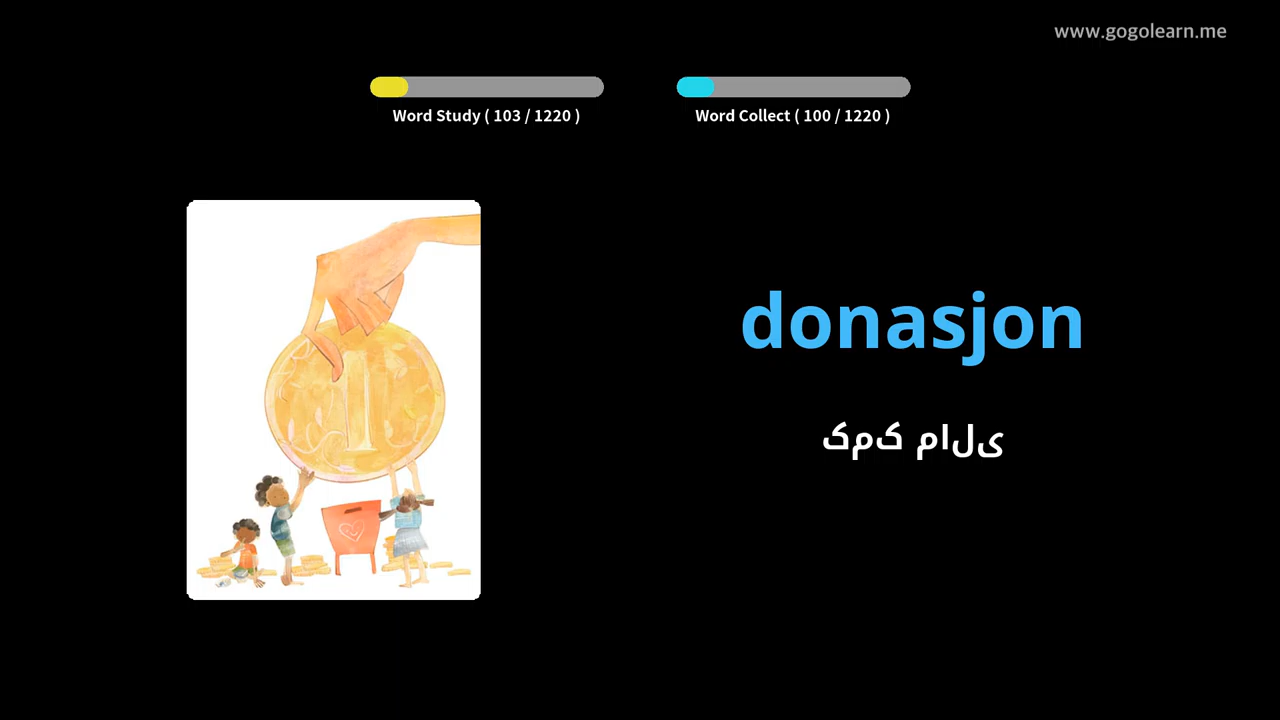 www.gogolearn.me
Word Study ( 103 / 1220 )
Word Collect ( 100 / 1220 )
donasjon
کمک مالی